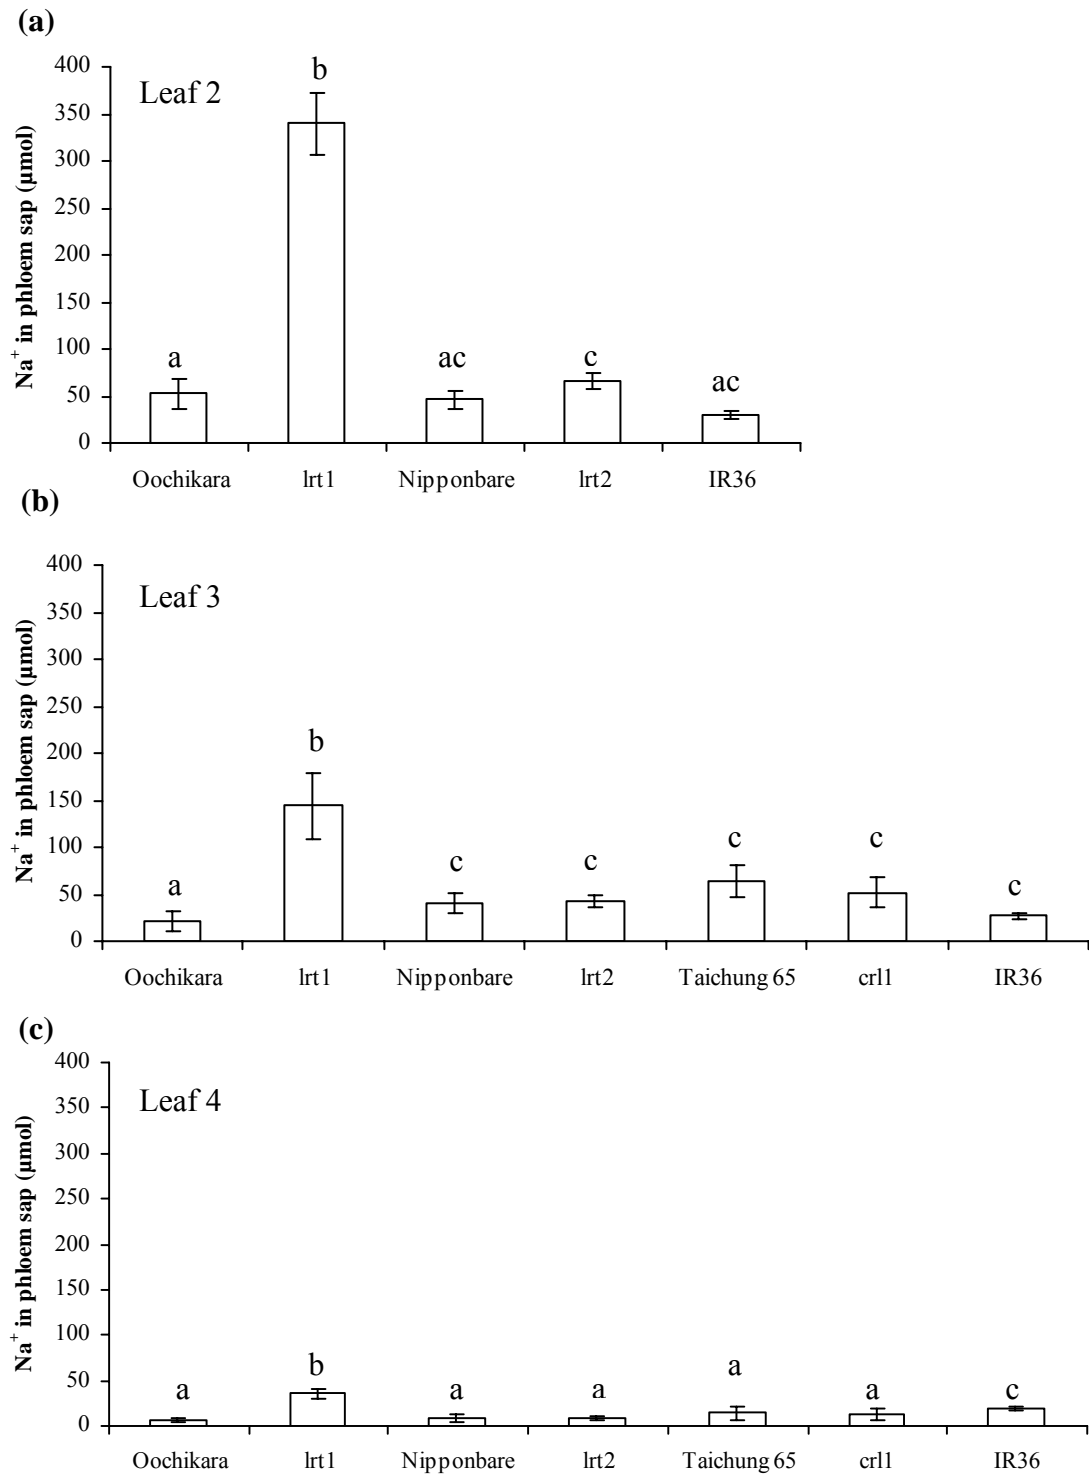 (a)
Leaf 2
Na⁺ in phloem sap (µmol)
400
350
300
250
200
150
100
50
0
a
b
ac
c
ac
Oochikara lrt1 Nipponbare lrt2 IR36
(b)
Leaf 3
Na⁺ in phloem sap (µmol)
400
350
300
250
200
150
100
50
0
a
b
c
c
c
c
c
Oochikara lrt1 Nipponbare lrt2 Taichung 65 crl1 IR36
(c)
Leaf 4
Na⁺ in phloem sap (µmol)
400
350
300
250
200
150
100
50
0
a
b
a
a
a
a
c
Oochikara lrt1 Nipponbare lrt2 Taichung 65 crl1 IR36